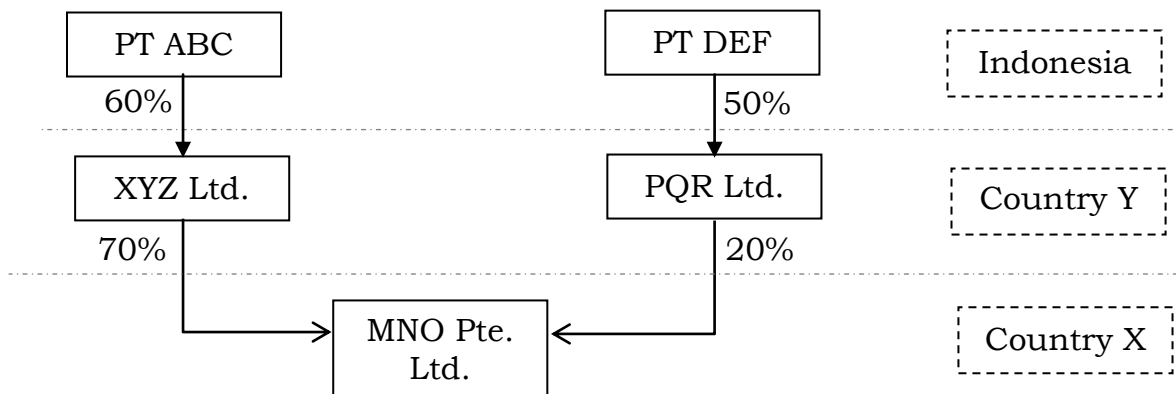 PT ABC
PT DEF
Indonesia
60%
50%
XYZ Ltd.
PQR Ltd.
Country Y
70%
20%
MNO Pte.
Ltd.
Country X